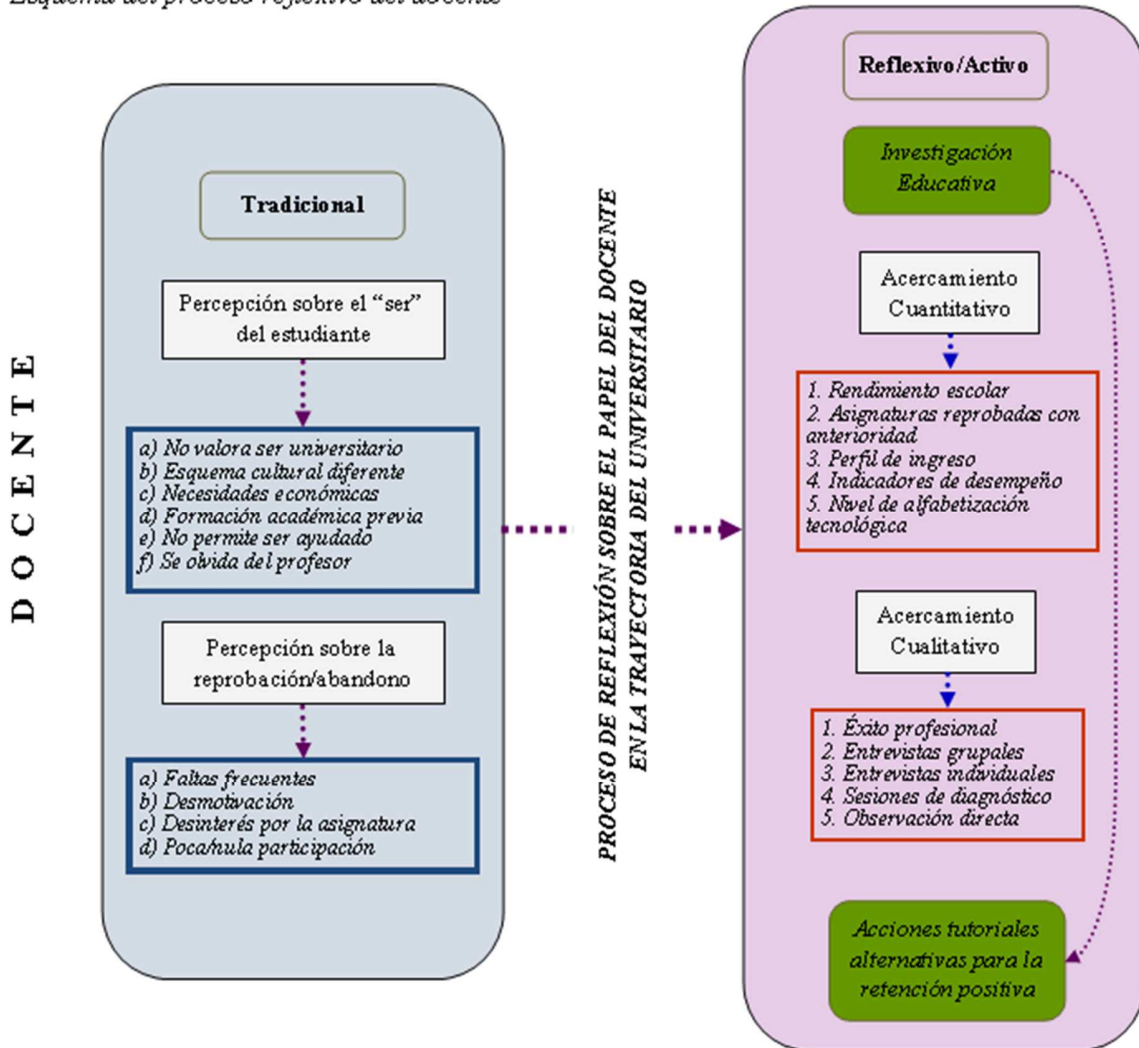 Esquema del proceso reflexivo del docente
DOCENTE
Tradicional
Percepción sobre el “ser”
del estudiante
a) No valora ser universitario
b) Esquema cultural diferente
c) Necesidades económicas
d) Formación académica previa
e) No permite ser ayudado
f) Se olvida del profesor
Percepción sobre la
reprobación/abandono
a) Faltas frecuentes
b) Desmotivación
c) Desinterés por la asignatura
d) Poca/nula participación
PROCESO DE REFLEXIÓN SOBRE EL PAPEL DEL DOCENTE
EN LA TRAYECTORIA DEL UNIVERSITARIO
Reflexivo/Activo
Investigación
Educativa
Acercamiento
Cuantitativo
1. Rendimiento escolar
2. Asignaturas reprobadas con
anterioridad
3. Perfil de ingreso
4. Indicadores de desempeño
5. Nivel de alfabetización
tecnológica
Acercamiento
Cualitativo
1. Éxito profesional
2. Entrevistas grupales
3. Entrevistas individuales
4. Sesiones de diagnóstico
5. Observación directa
Acciones tutoriales
alternativas para la
retención positiva